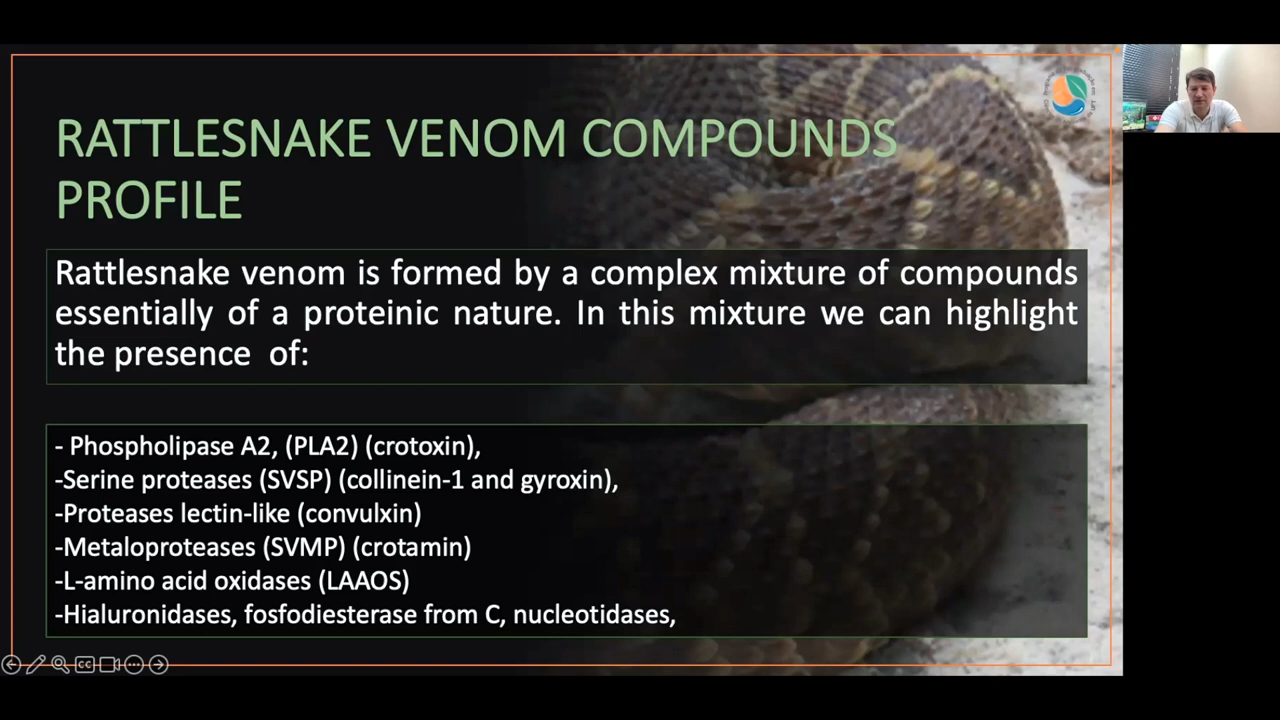 RATTLESNAKE VENOM COMPOUNDS
PROFILE
Rattlesnake venom is formed by a complex mixture of compounds
essentially of a proteinic nature. In this mixture we can highlight
the presence of:
- Phospholipase A2, (PLA2) (crotoxin),
-Serine proteases (SVSP) (collinein-1 and gyroxin),
-Proteases lectin-like (convulxin)
-Metaloproteases (SVMP) (crotamin)
-L-amino acid oxidases (LAAOS)
-Hialuronidases, fosfodiesterase from C, nucleotidases,
CC